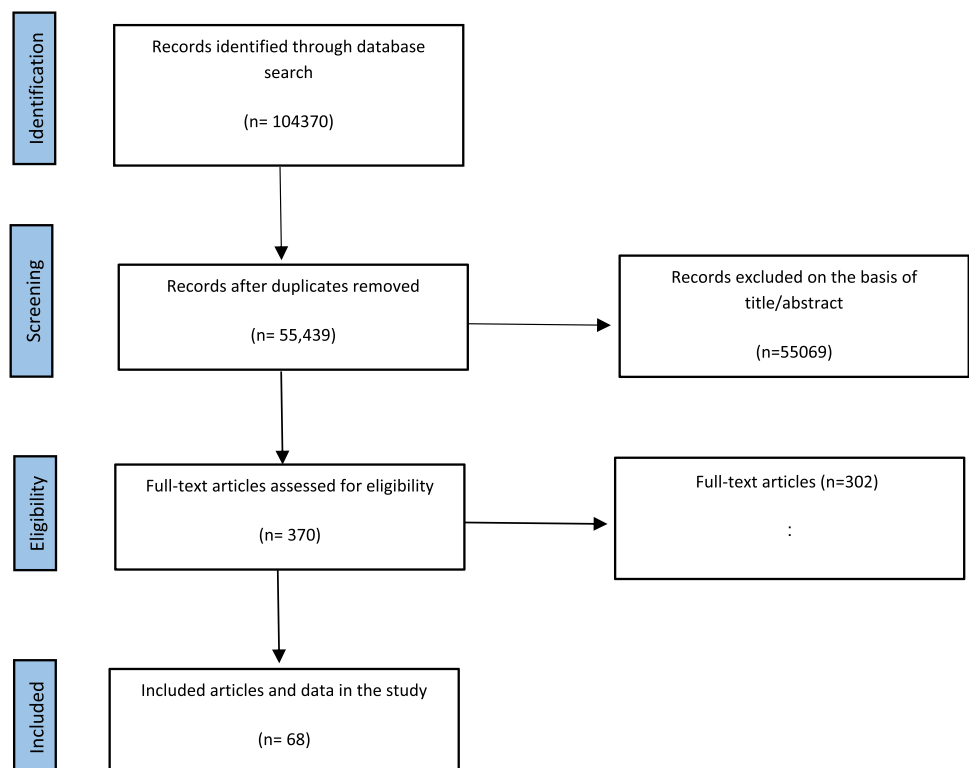 Identification
Records identified through database
search
(n= 104370)
Screening
Records after duplicates removed
(n= 55,439)
Records excluded on the basis of
title/abstract
(n=55069)
Eligibility
Full-text articles assessed for eligibility
(n= 370)
Full-text articles (n=302)
:
Included
Included articles and data in the study
(n= 68)